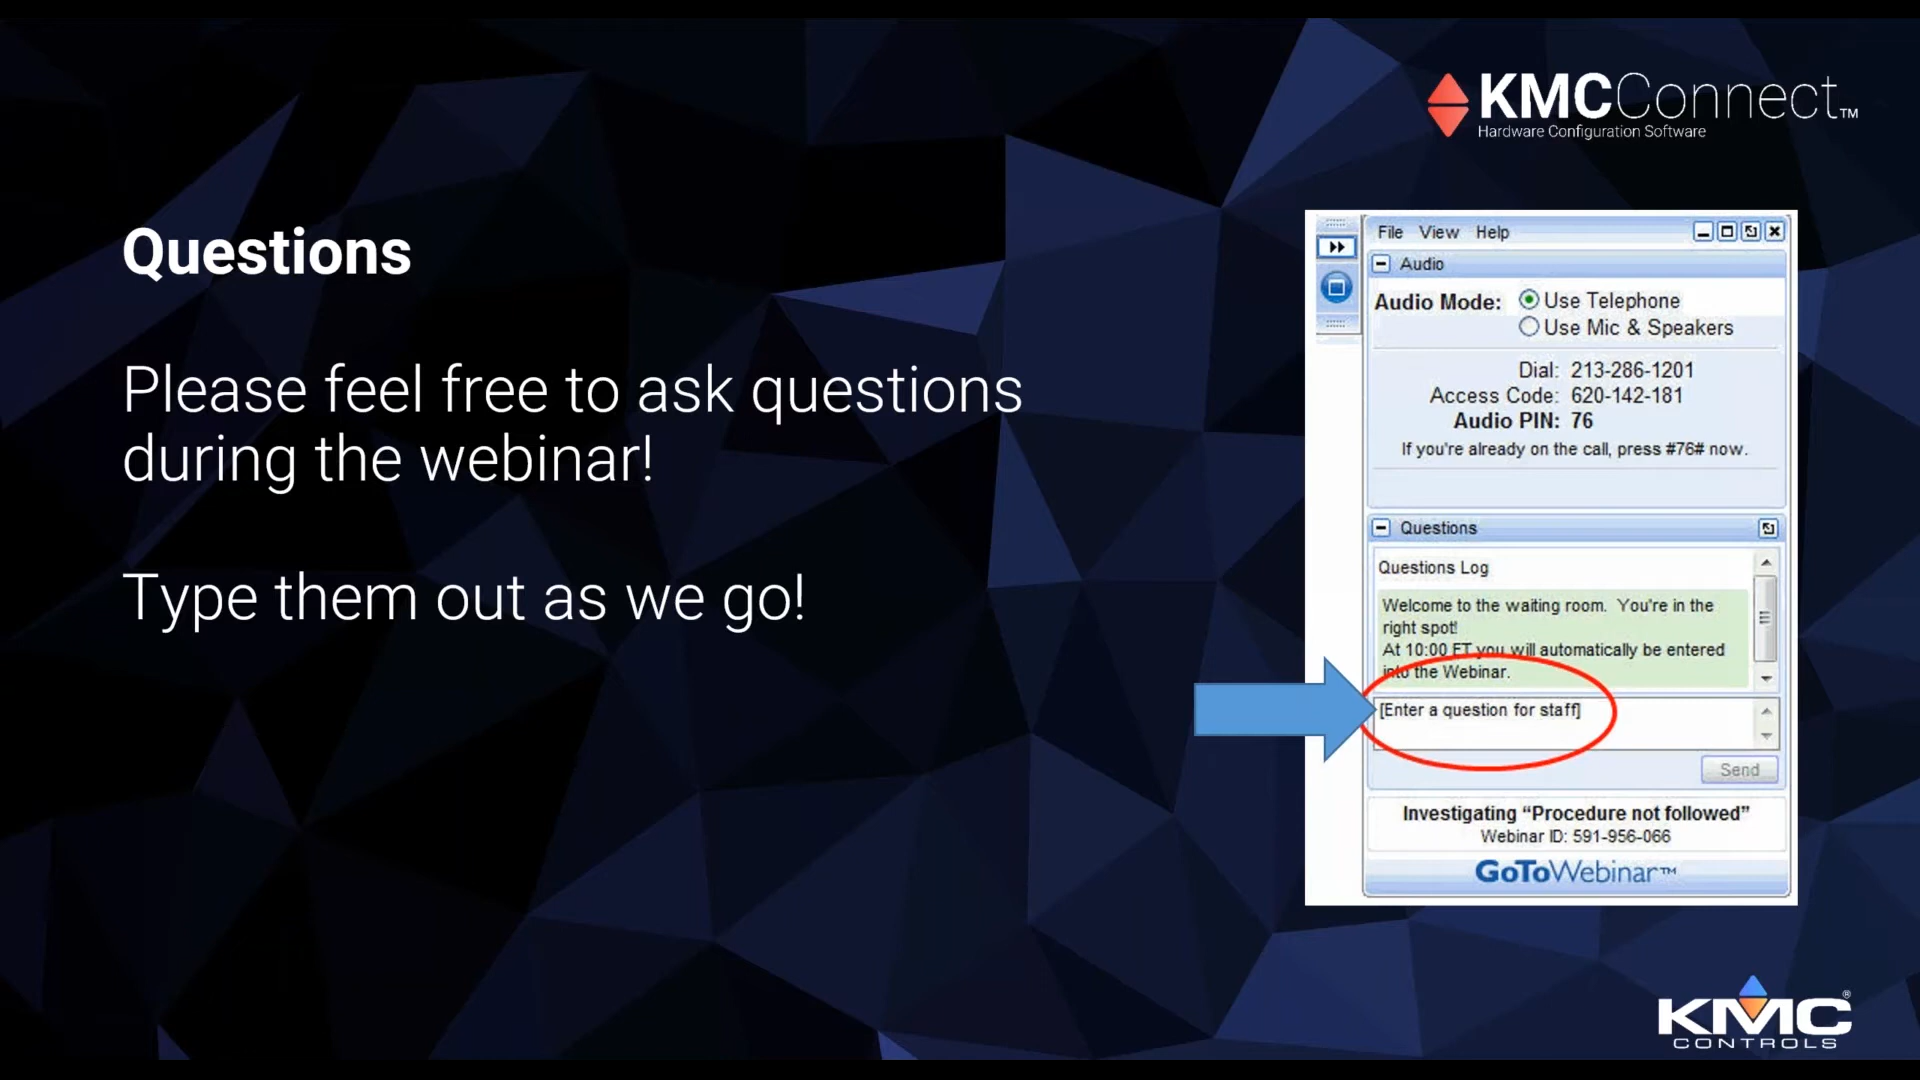 KMCConnect™
Hardware Configuration Software
Questions
Please feel free to ask questions
during the webinar!
Type them out as we go!
File View Help
Audio
Audio Mode: Use Telephone
Use Mic & Speakers
Dial: 213-286-1201
Access Code: 620-142-181
Audio PIN: 76
If you're already on the call, press #76# now.
Questions
Questions Log
Welcome to the waiting room. You're in the
right spot!
At 10:00 ET you will automatically be entered
into the Webinar.
[Enter a question for staff]
Send
Investigating “Procedure not followed”
Webinar ID: 591-956-066
GoToWebinar™
KMC®
CONTROLS